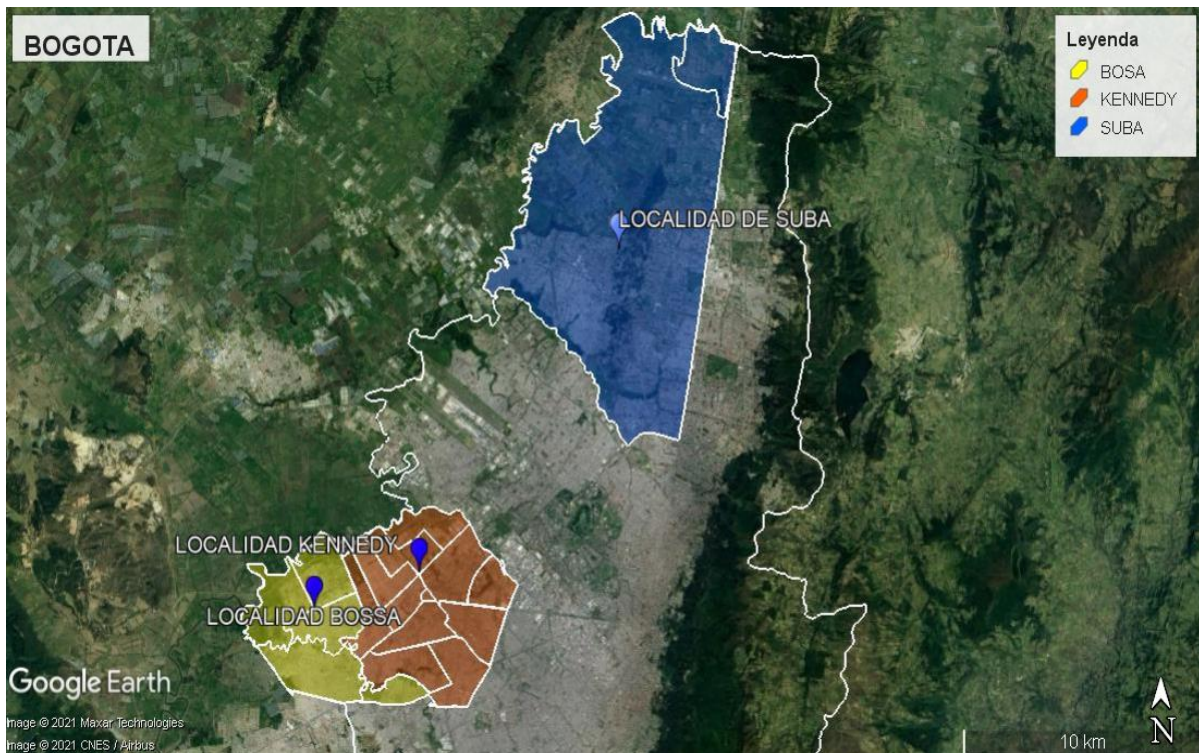 BOGOTA
Leyenda
BOSA
KENNEDY
SUBA
LOCALIDAD DE SUBA
LOCALIDAD KENNEDY
LOCALIDAD BOSSA
Google Earth
Image © 2021 Maxar Technologies
Image © 2021 CNES / Airbus
N
10 km